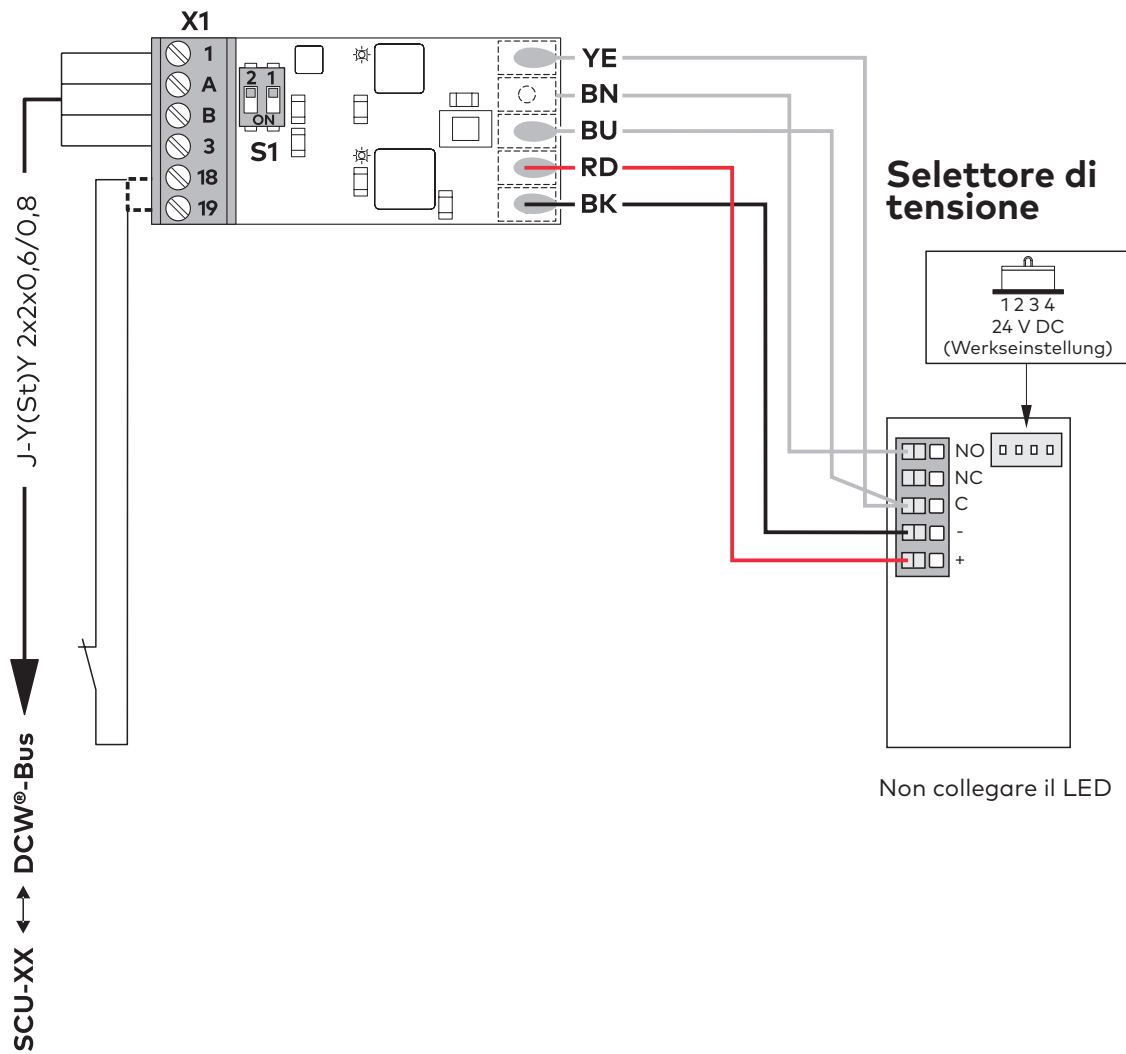 X1
1
A
B
3
18
19
2 1
ON
S1
YE
BN
BU
RD
BK
Selettore di
tensione
1 2 3 4
24 V DC
(Werkseinstellung)
NO
NC
C
-
+
Non collegare il LED
J-Y(St)Y 2x2x0,6/0,8
SCU-XX ↔ DCW®-Bus